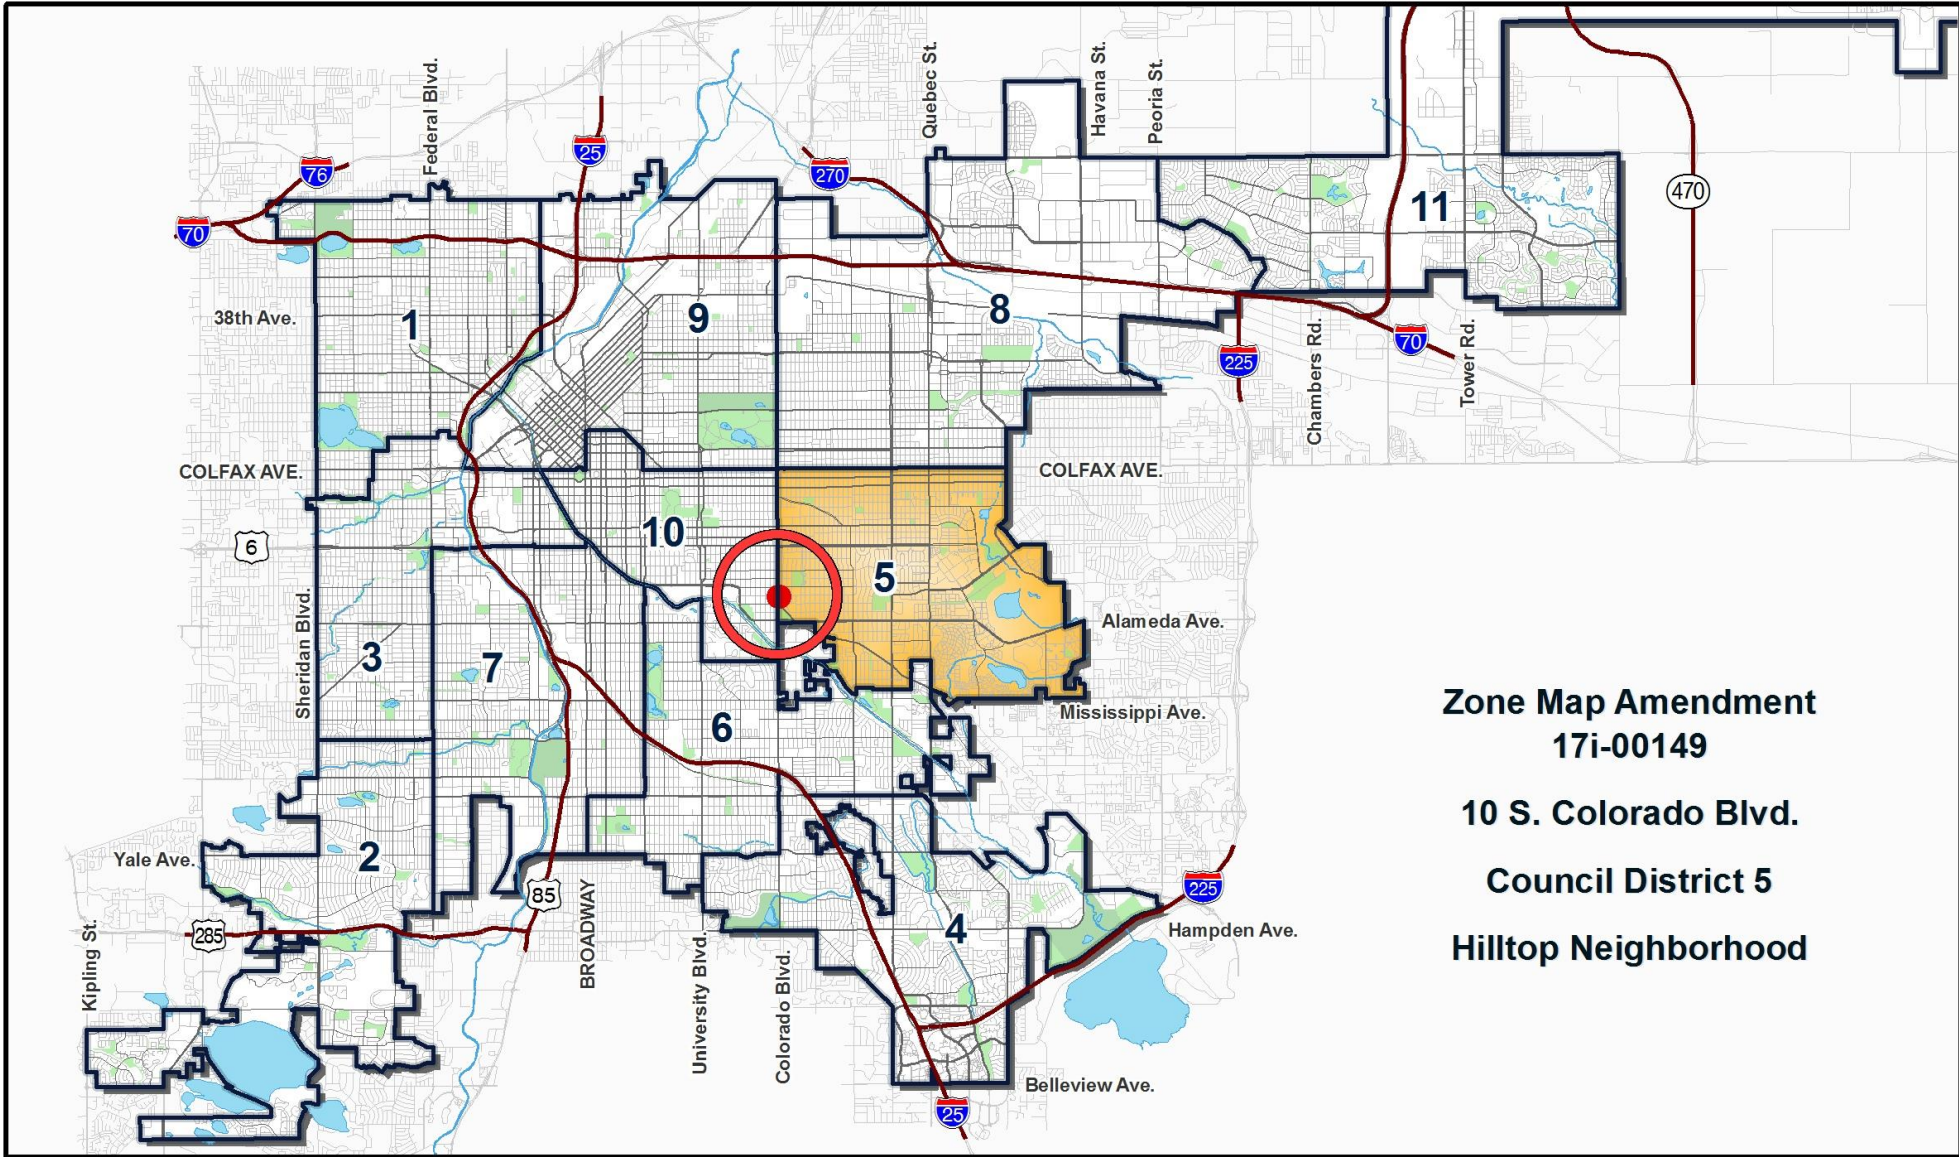 Federal Blvd.
Quebec St.
Havana St.
Peoria St.
76
25
270
70
470
11
38th Ave.
1
9
8
225
70
Chambers Rd.
Tower Rd.
COLFAX AVE.
COLFAX AVE.
6
10
5
Sheridan Blvd.
Alameda Ave.
3
7
6
Mississippi Ave.
Zone Map Amendment
17i-00149
10 S. Colorado Blvd.
Council District 5
Hilltop Neighborhood
Yale Ave.
2
85
225
285
Kipling St.
BROADWAY
University Blvd.
Colorado Blvd.
4
Hampden Ave.
Belleview Ave.
25